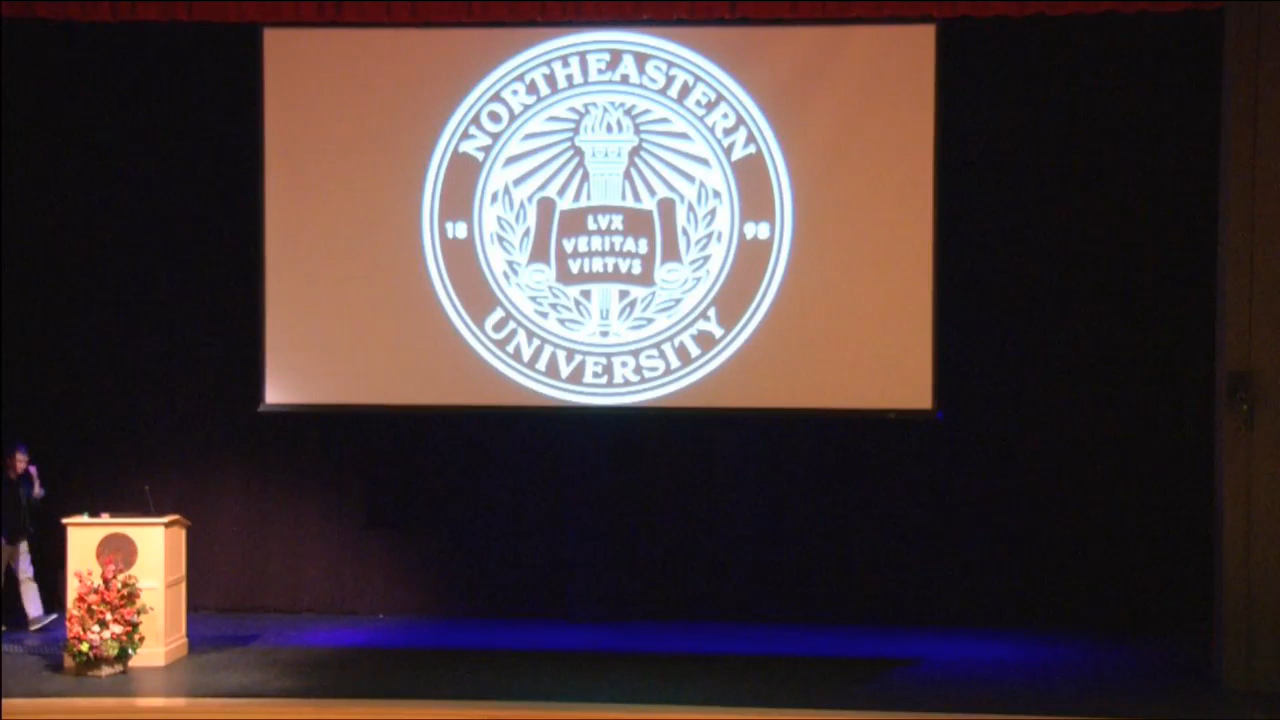 NORTHEASTERN
18 98
LVX
VERITAS
VIRTVS
UNIVERSITY